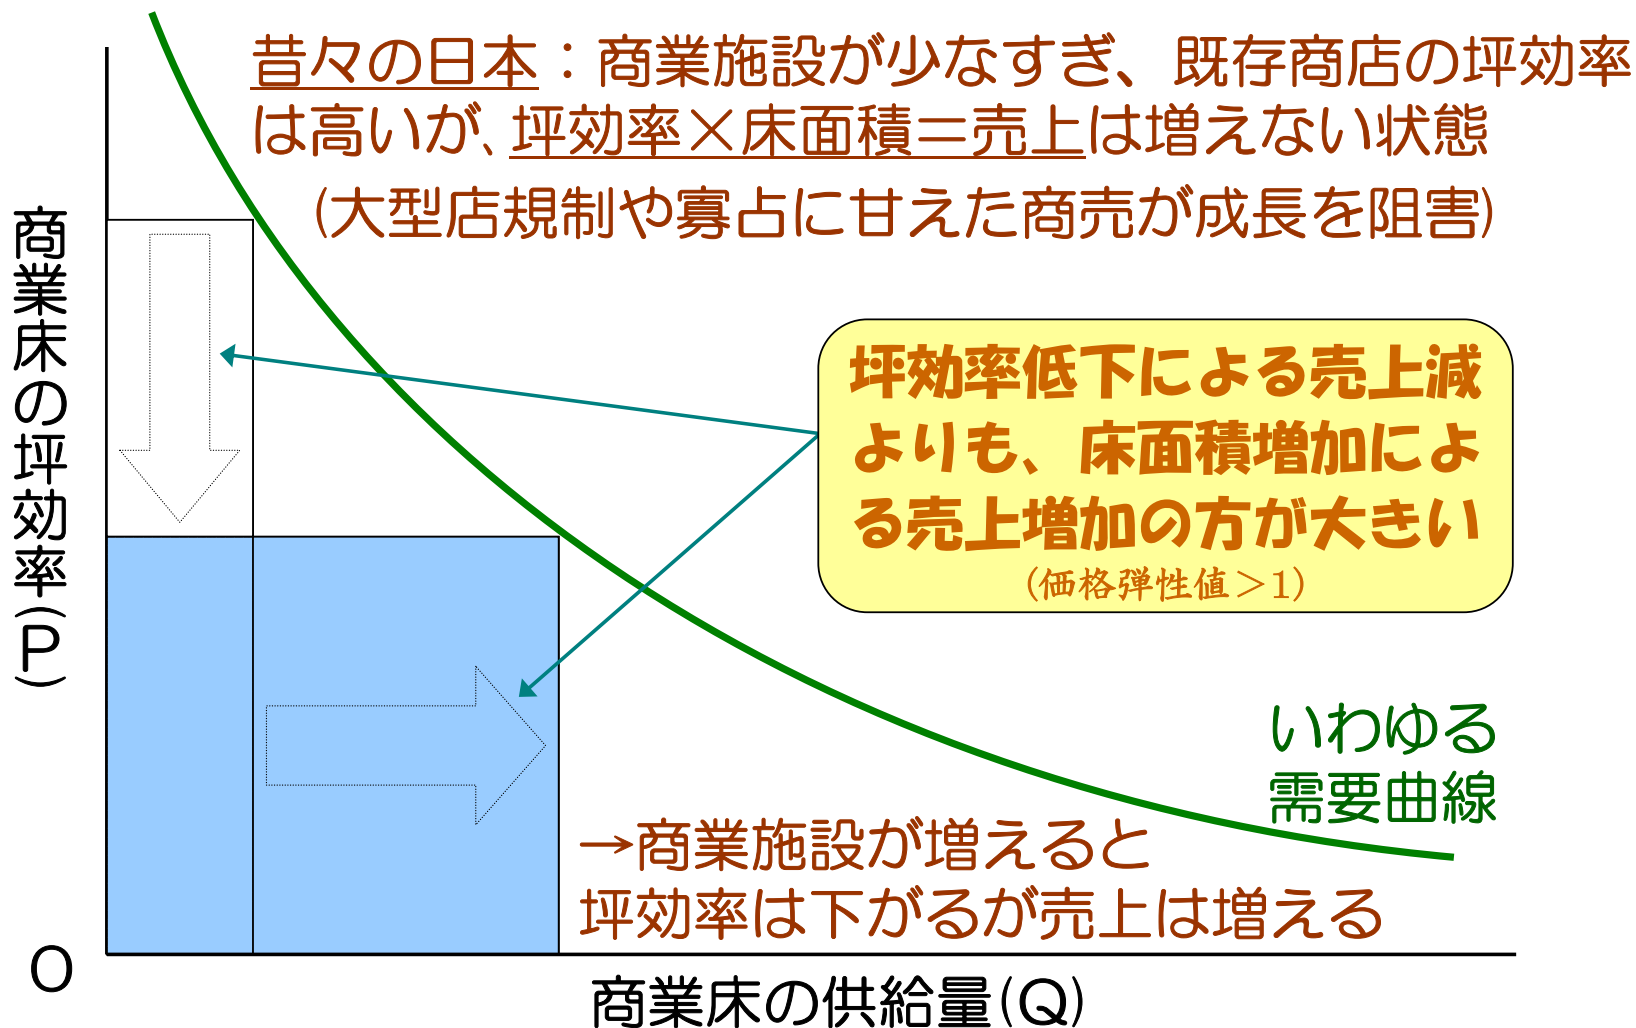 昔々の日本：商業施設が少なすぎ、既存商店の坪効率
は高いが、坪効率×床面積＝売上は増えない状態
(大型店規制や寡占に甘えた商売が成長を阻害)
商業床の坪効率(P)
坪効率低下による売上減
よりも、床面積増加によ
る売上増加の方が大きい
(価格弾性値＞1)
いわゆる
需要曲線
→商業施設が増えると
坪効率は下がるが売上は増える
O
商業床の供給量(Q)